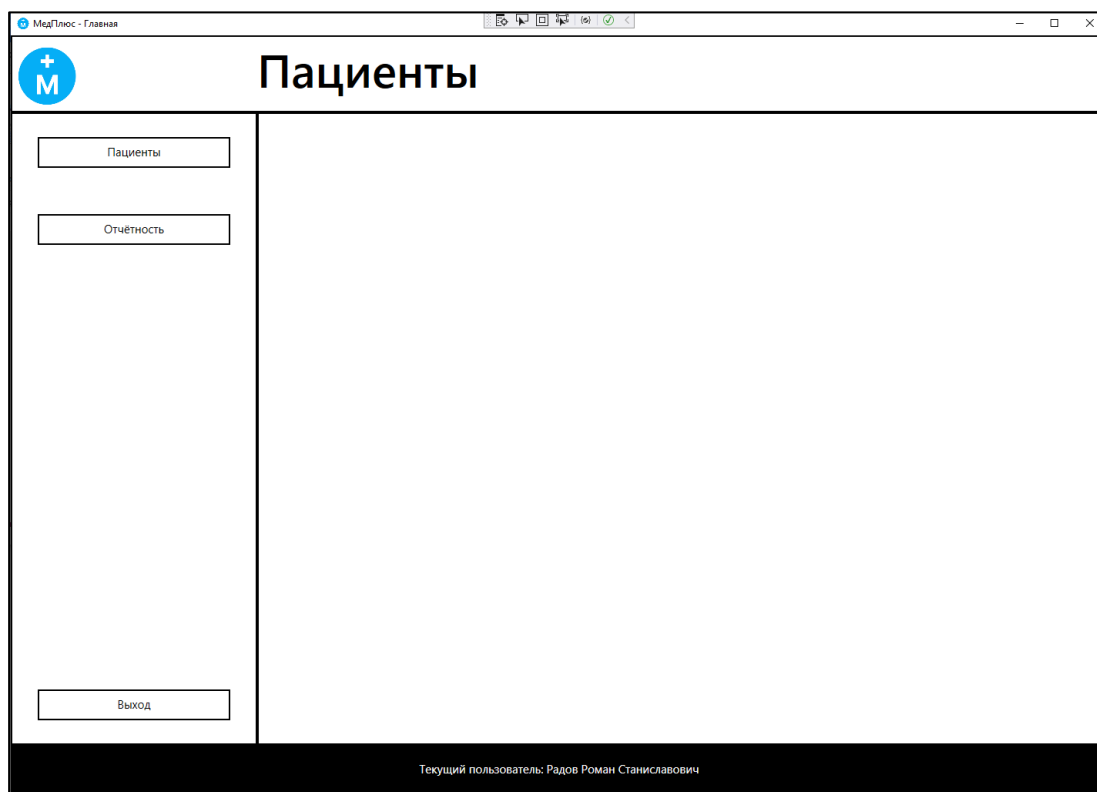 МедПлюс - Главная
+
М
Пациенты
Пациенты
Отчётность
Выход
Текущий пользователь: Радов Роман Станиславович